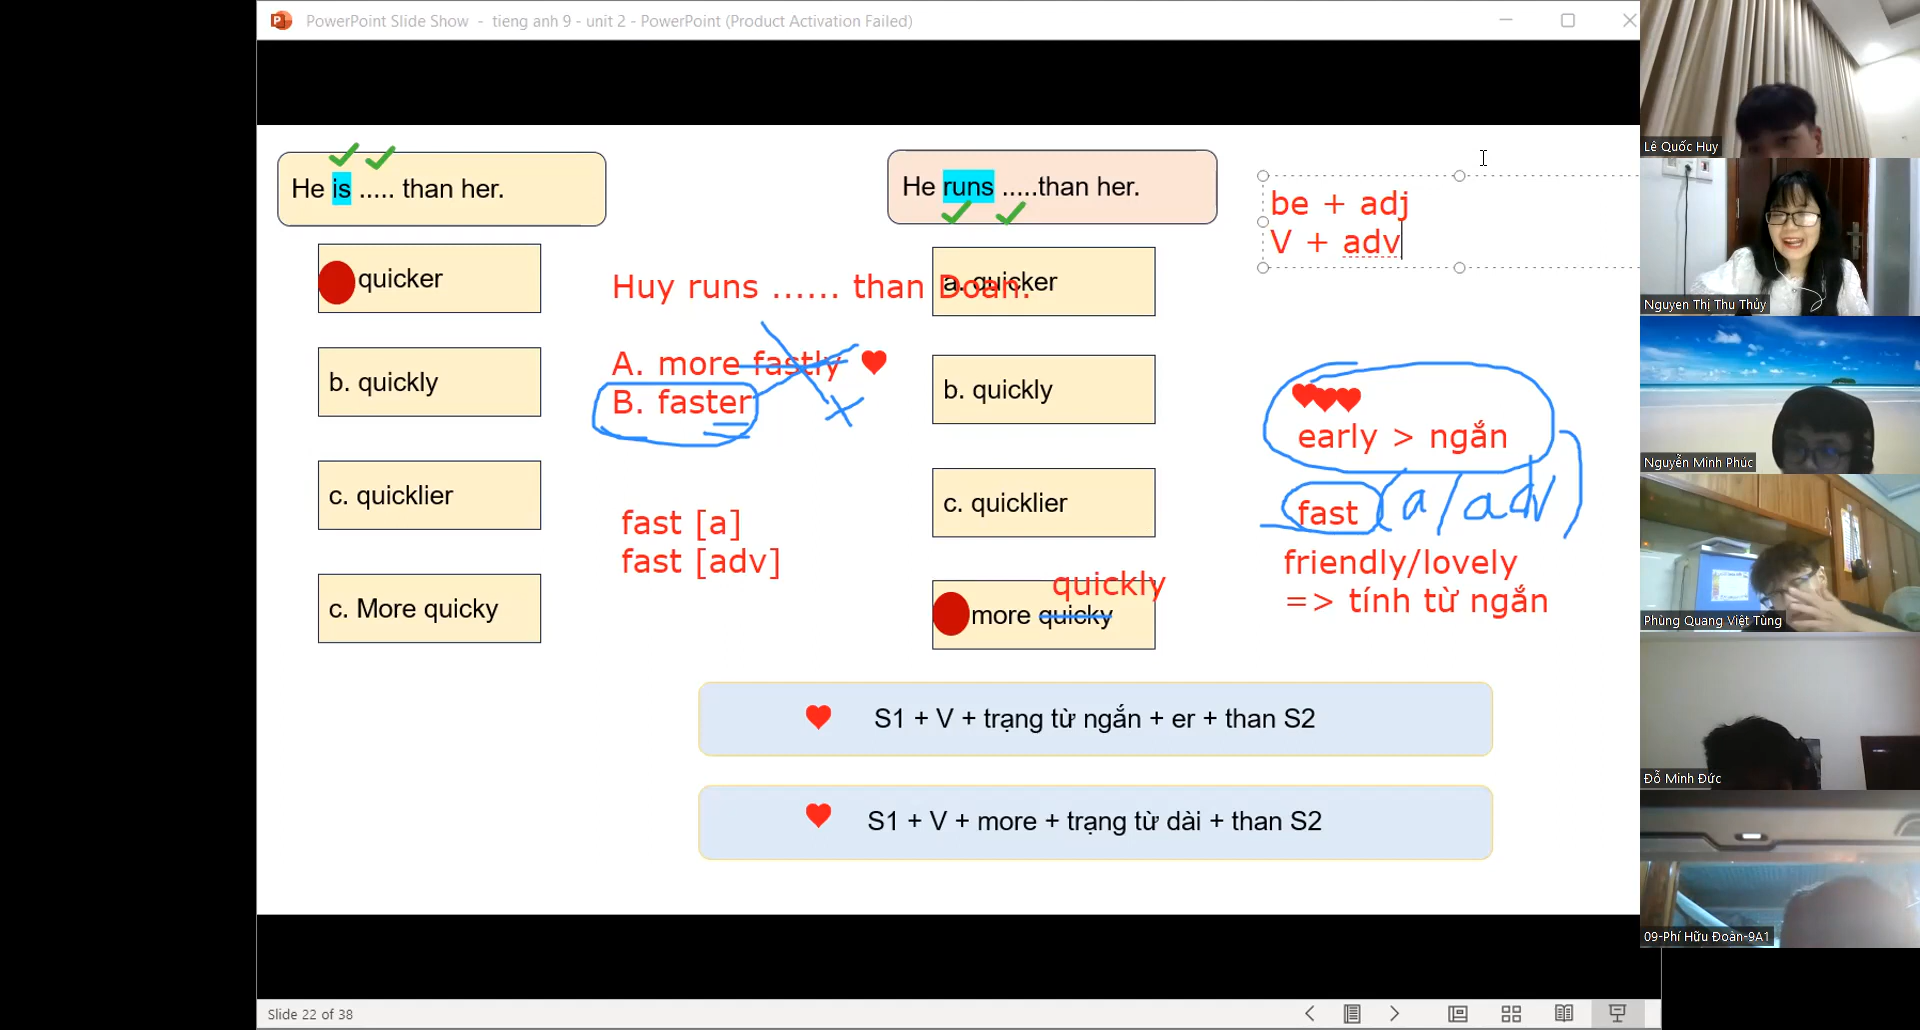 PowerPoint Slide Show - tieng anh 9 - unit 2 - PowerPoint (Product Activation Failed)
He is ..... than her.
quicker
b. quickly
c. quicklier
c. More quicky
Huy runs ...... than Doan.
A. more fastly
B. faster
fast [a]
fast [adv]
He runs .....than her.
a. quicker
b. quickly
c. quicklier
quickly
more quicky
be + adj
V + adv
early > ngắn
fast (a/adv)
friendly/lovely
=> tính từ ngắn
S1 + V + trạng từ ngắn + er + than S2
S1 + V + more + trạng từ dài + than S2
Lê Quốc Huy
Nguyen Thị Thu Thủy
Nguyễn Minh Phúc
Phùng Quang Việt Tùng
Đỗ Minh Đức
09-Phí Hữu Đoàn-9A1
Slide 22 of 38